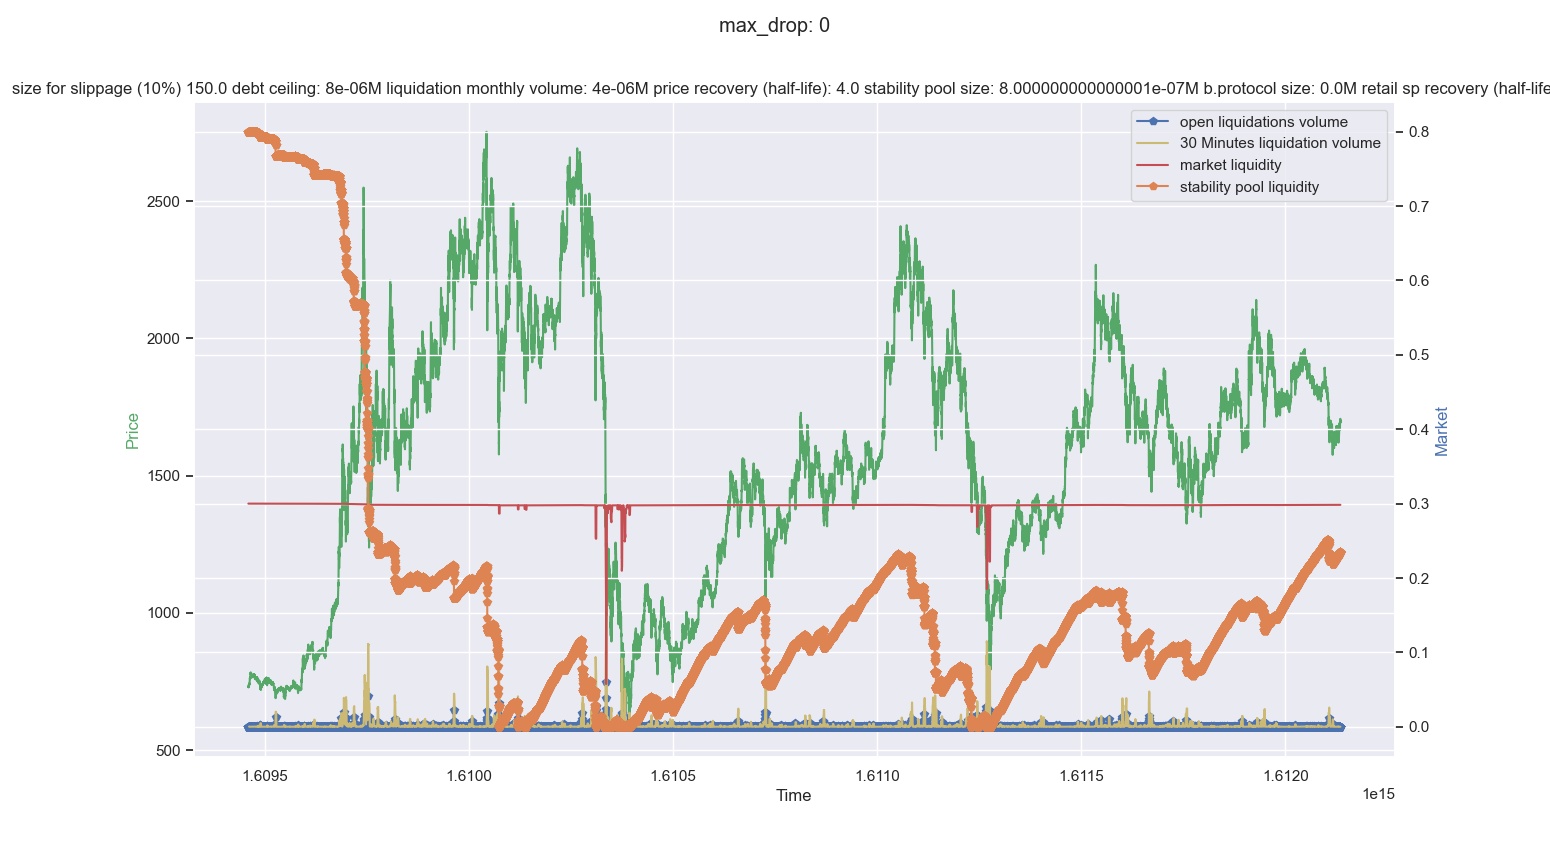 max_drop: 0
size for slippage (10%) 150.0 debt ceiling: 8e-06M liquidation monthly volume: 4e-06M price recovery (half-life): 4.0 stability pool size: 8.000000000000001e-07M b.protocol size: 0.0M retail sp recovery (half-life
open liquidations volume
30 Minutes liquidation volume
market liquidity
stability pool liquidity
2500
2000
1500
1000
500
Price
0.8
0.7
0.6
0.5
0.4
0.3
0.2
0.1
0.0
Market
1.6095 1.6100 1.6105 1.6110 1.6115 1.6120
Time
1e15